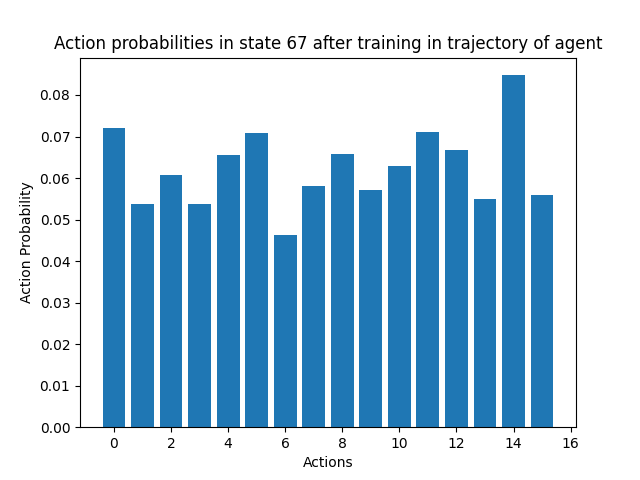 Action probabilities in state 67 after training in trajectory of agent
Action Probability
0.08
0.07
0.06
0.05
0.04
0.03
0.02
0.01
0.00
0 2 4 6 8 10 12 14 16
Actions